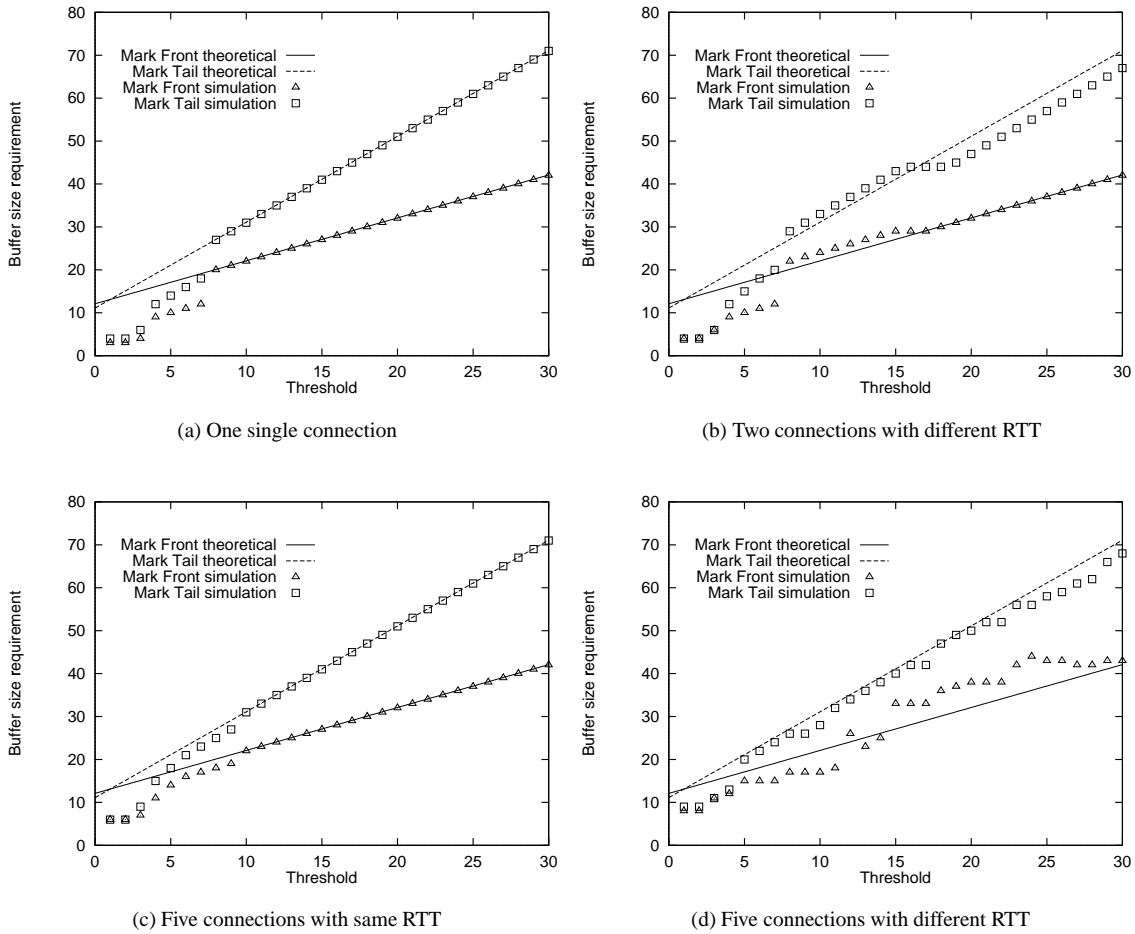 80
70
60
50
40
30
20
10
0
Buffer size requirement
Mark Front theoretical
Mark Tail theoretical
Mark Front simulation
Mark Tail simulation
0 5 10 15 20 25 30
Threshold
(a) One single connection
80
70
60
50
40
30
20
10
0
Buffer size requirement
Mark Front theoretical
Mark Tail theoretical
Mark Front simulation
Mark Tail simulation
0 5 10 15 20 25 30
Threshold
(b) Two connections with different RTT
80
70
60
50
40
30
20
10
0
Buffer size requirement
Mark Front theoretical
Mark Tail theoretical
Mark Front simulation
Mark Tail simulation
0 5 10 15 20 25 30
Threshold
(c) Five connections with same RTT
80
70
60
50
40
30
20
10
0
Buffer size requirement
Mark Front theoretical
Mark Tail theoretical
Mark Front simulation
Mark Tail simulation
0 5 10 15 20 25 30
Threshold
(d) Five connections with different RTT